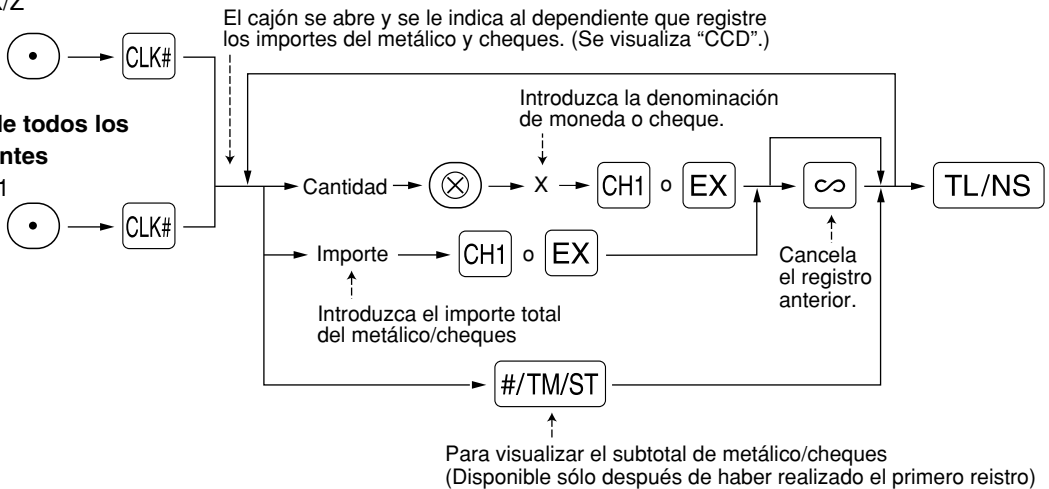 El cajón se abre y se le indica al dependiente que registre
los importes del metálico y cheques. (Se visualiza “CCD”.)
CLK#
de todos los
Introduzca la denominación
de moneda o cheque.
Cantidad
X
CH1 o EX
TL/NS
1
CLK#
Importe
CH1 o EX
Cancela
el registro
anterior.
Introduzca el importe total
del metálico/cheques
#/TM/ST
Para visualizar el subtotal de metálico/cheques
(Disponible sólo después de haber realizado el primero reistro)